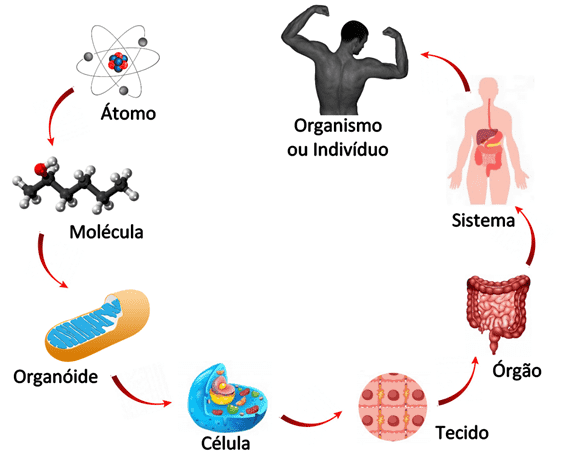 Átomo
Molécula
Organóide
Célula
Tecido
Órgão
Sistema
Organismo
ou Indivíduo